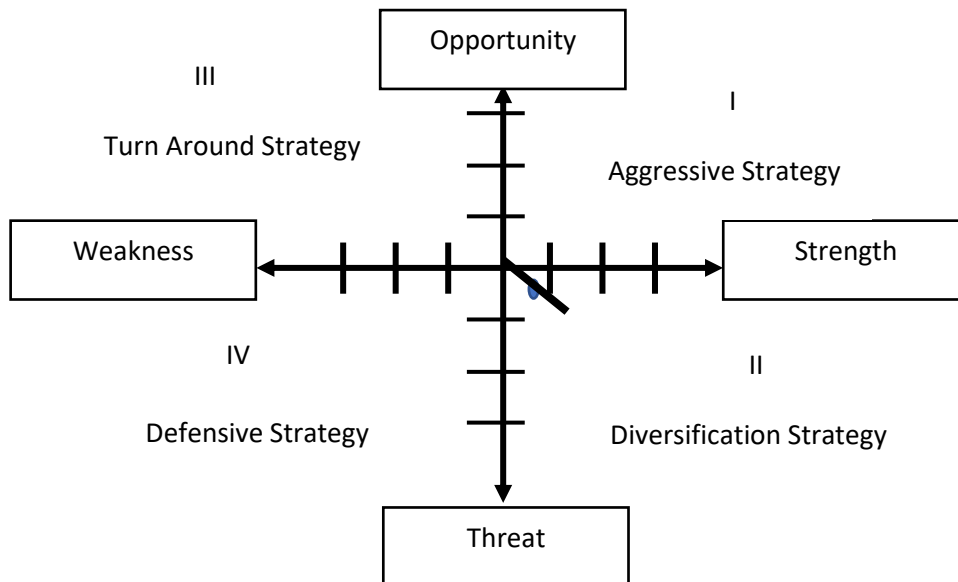 Opportunity
III
I
Turn Around Strategy
Aggressive Strategy
Weakness
Strength
IV
II
Defensive Strategy
Diversification Strategy
Threat